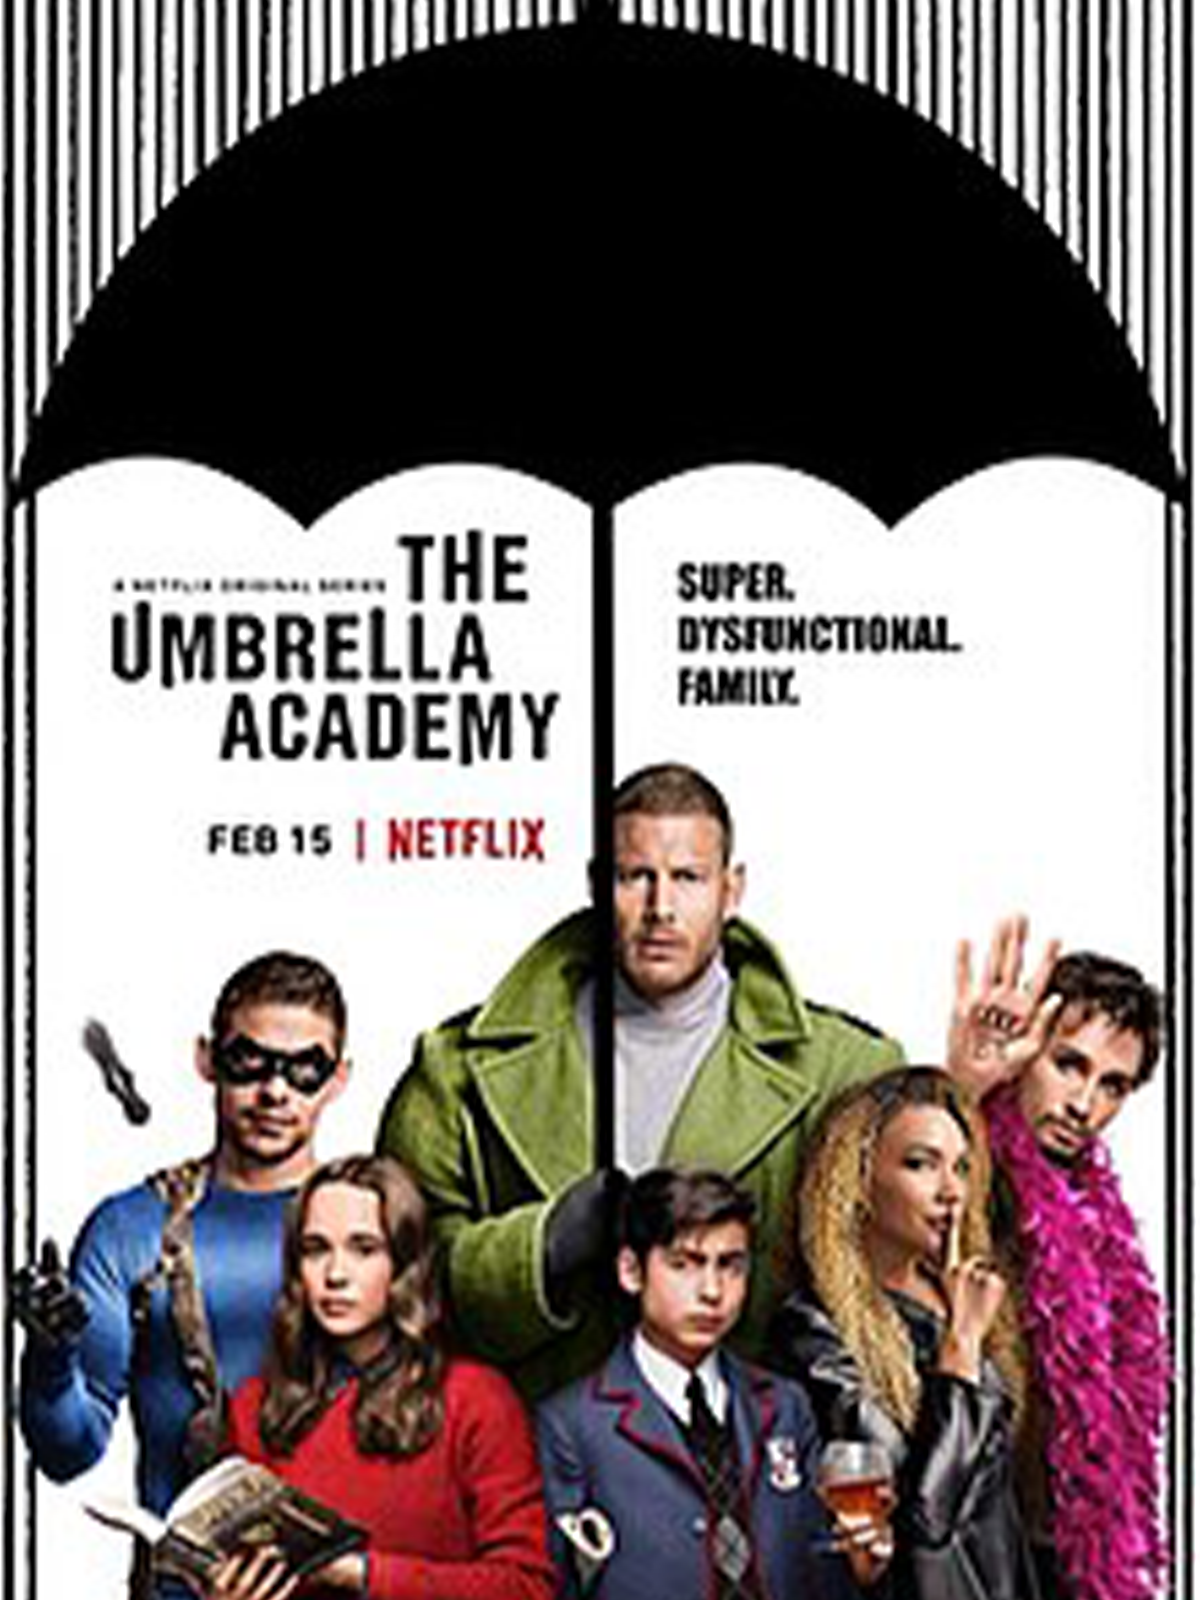 THE
A NETFLIX ORIGINAL SERIES
UMBRELLA
ACADEMY
FEB 15 | NETFLIX
SUPER.
DYSFUNCTIONAL.
FAMILY.